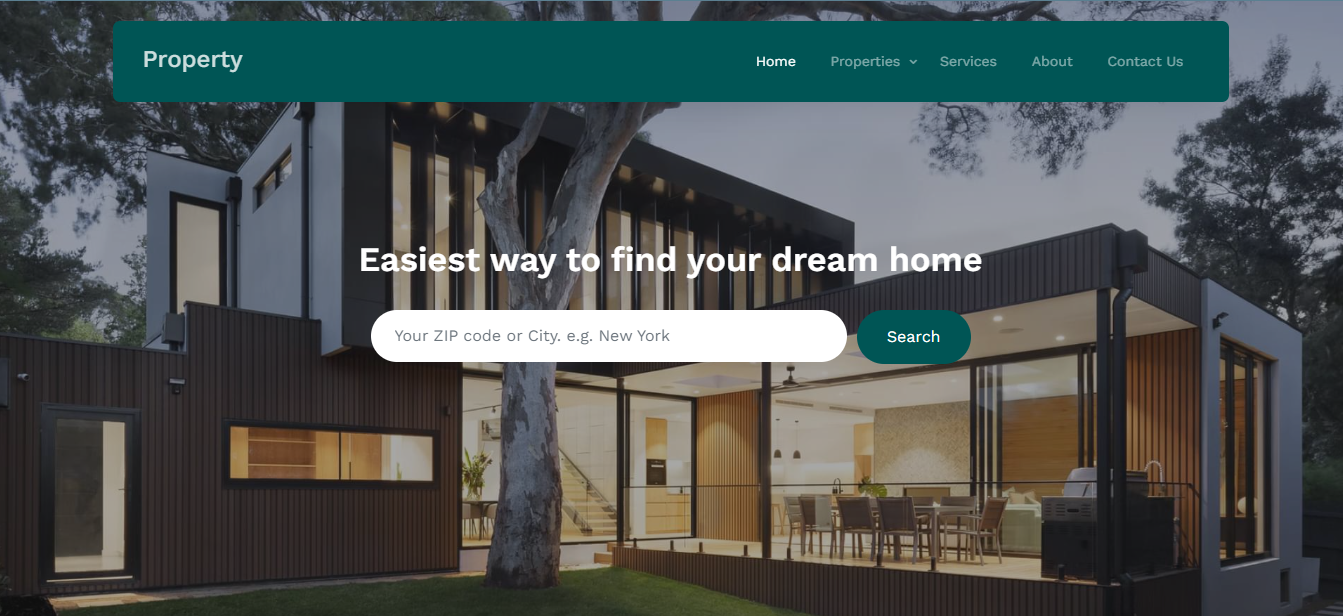 Property
Home Properties Services About Contact Us
Easiest way to find your dream home
Your ZIP code or City. e.g. New York
Search